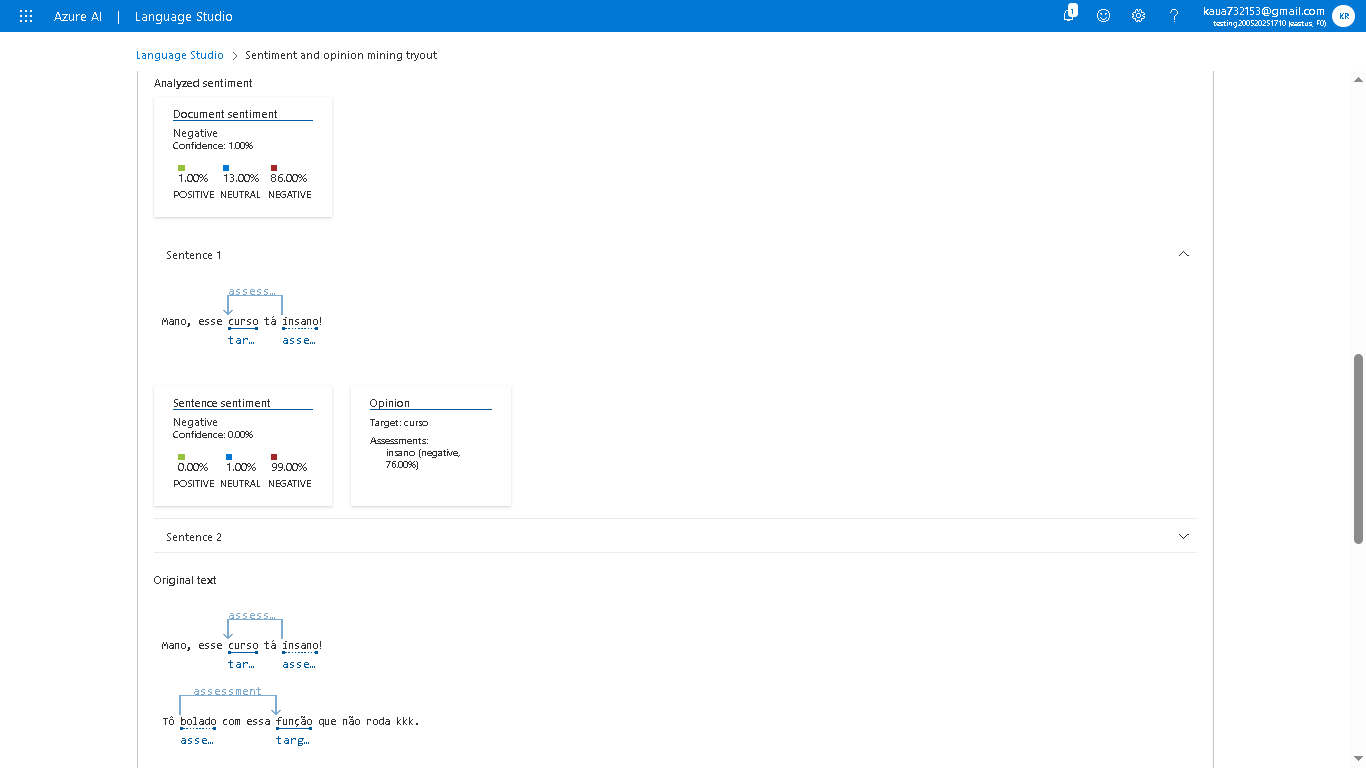 Azure AI | Language Studio
1
kaua732153@gmail.com
testing200520251710 (eastus, F0)
KR
Language Studio > Sentiment and opinion mining tryout
Analyzed sentiment
Document sentiment
Negative
Confidence: 1.00%
1.00% 13.00% 86.00%
POSITIVE NEUTRAL NEGATIVE
Sentence 1
assess…
Mano, esse curso tá insano!
tar… asse…
Sentence sentiment
Negative
Confidence: 0.00%
0.00% 1.00% 99.00%
POSITIVE NEUTRAL NEGATIVE
Opinion
Target: curso
Assessments:
insano (negative,
76.00%)
Sentence 2
Original text
assess…
Mano, esse curso tá insano!
tar… asse…
assessment
Tô bolado com essa função que não roda kkk.
asse… targ…